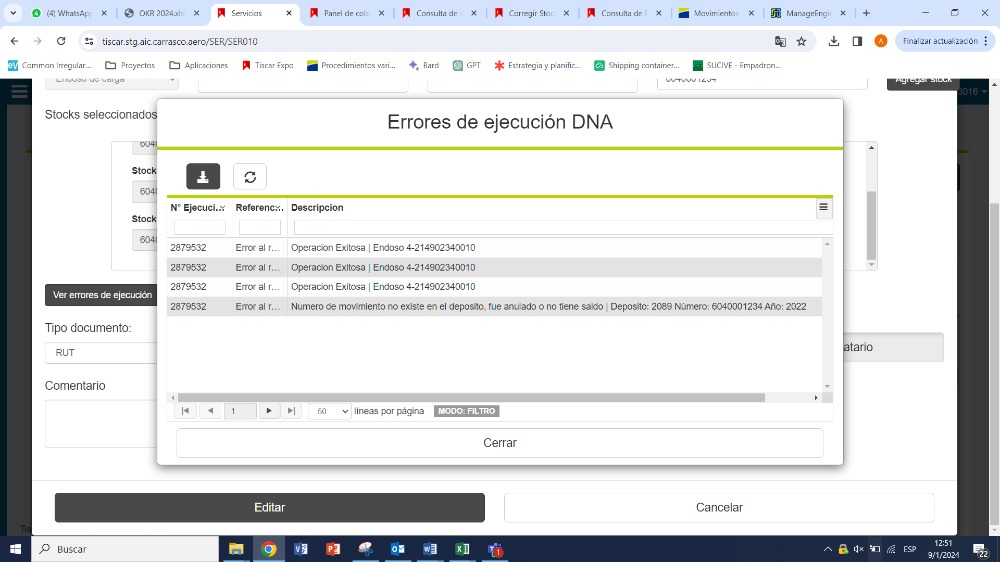 (4) WhatsApp
OKR 2024.xls
Servicios
Panel de cob
Consulta de s
Corregir Stoc
Consulta de F
Movimientos
ManageEngin
tiscar.stg.aic.carrasco.aero/SER/SER010
A
Finalizar actualización
Common Irregular...
Proyectos
Aplicaciones
Tiscar Expo
Procedimientos vari...
Bard
GPT
Estrategia y planific...
Shipping container...
SUCIVE - Empadron...
Endoso de carga
6040001234
Agregar stock
3016
Stocks seleccionados
Errores de ejecución DNA
604
Stock
604
Stock
604
N° Ejecuci...
Referenc...
Descripcion
2879532 Error al r... Operacion Exitosa | Endoso 4-214902340010
2879532 Error al r... Operacion Exitosa | Endoso 4-214902340010
2879532 Error al r... Operacion Exitosa | Endoso 4-214902340010
2879532 Error al r... Numero de movimiento no existe en el deposito, fue anulado o no tiene saldo | Deposito: 2089 Número: 6040001234 Año: 2022
Ver errores de ejecución
Tipo documento:
RUT
atario
Comentario
1
50
líneas por página
MODO: FILTRO
Cerrar
Editar
Cancelar
Tis
Buscar
1
ESP
12:51
9/1/2024
22